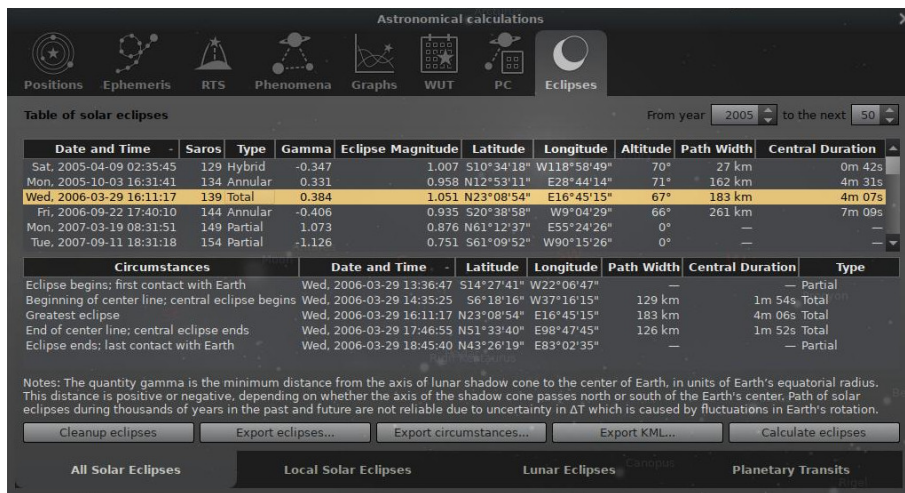 Astronomical calculations
Positions Ephemeris RTS Phenomena Graphs WUT PC Eclipses
Table of solar eclipses From year 2005 to the next 50
Date and Time Saros Type Gamma Eclipse Magnitude Latitude Longitude Altitude Path Width Central Duration
Sat, 2005-04-09 02:35:45 129 Hybrid -0.347 1.007 S10°34'18" W118°58'49" 70° 27 km 0m 42s
Mon, 2005-10-03 16:31:41 134 Annular 0.331 0.958 N12°53'11" E28°44'14" 71° 162 km 4m 31s
Wed, 2006-03-29 16:11:17 139 Total 0.384 1.051 N23°08'54" E16°45'15" 67° 183 km 4m 07s
Fri, 2006-09-22 17:40:10 144 Annular -0.406 0.935 S20°38'58" W9°04'29" 66° 261 km 7m 09s
Mon, 2007-03-19 08:31:51 149 Partial 1.073 0.876 N61°12'37" E55°24'26" 0° — —
Tue, 2007-09-11 18:31:18 154 Partial -1.126 0.751 S61°09'52" W90°15'26" 0° — —
Circumstances Date and Time Latitude Longitude Path Width Central Duration Type
Eclipse begins; first contact with Earth Wed, 2006-03-29 13:36:47 S14°27'41" W22°06'47" — — Partial
Beginning of center line; central eclipse begins Wed, 2006-03-29 14:35:25 S6°18'16" W37°16'15" 129 km 1m 54s Total
Greatest eclipse Wed, 2006-03-29 16:11:17 N23°08'54" E16°45'15" 183 km 4m 06s Total
End of center line; central eclipse ends Wed, 2006-03-29 17:46:55 N51°33'40" E98°47'45" 126 km 1m 52s Total
Eclipse ends; last contact with Earth Wed, 2006-03-29 18:45:40 N43°26'19" E83°02'35" — — Partial
Notes: The quantity gamma is the minimum distance from the axis of lunar shadow cone to the center of Earth, in units of Earth's equatorial radius.
This distance is positive or negative, depending on whether the axis of the shadow cone passes north or south of the Earth's center. Path of solar
eclipses during thousands of years in the past and future are not reliable due to uncertainty in ΔT which is caused by fluctuations in Earth's rotation.
Cleanup eclipses Export eclipses... Export circumstances... Export KML... Calculate eclipses
All Solar Eclipses Local Solar Eclipses Lunar Eclipses Planetary Transits
Canopus
Rigel